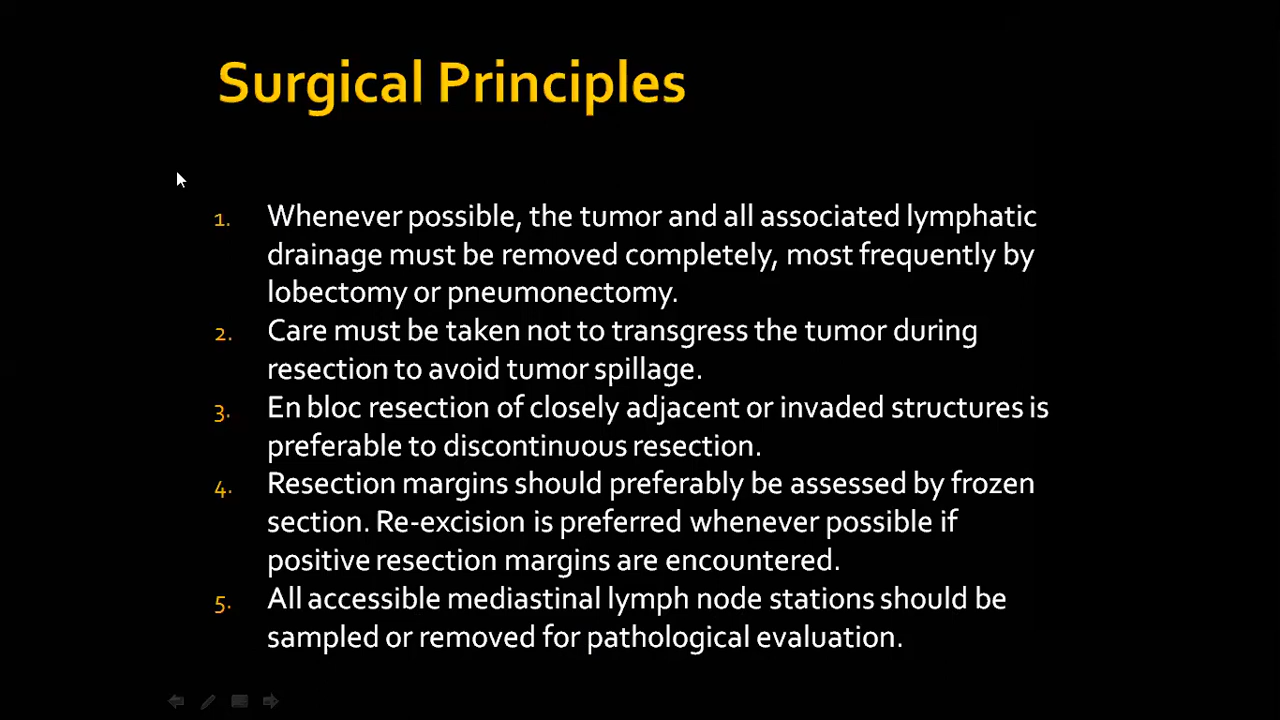 Surgical Principles
1. Whenever possible, the tumor and all associated lymphatic
drainage must be removed completely, most frequently by
lobectomy or pneumonectomy.
2. Care must be taken not to transgress the tumor during
resection to avoid tumor spillage.
3. En bloc resection of closely adjacent or invaded structures is
preferable to discontinuous resection.
4. Resection margins should preferably be assessed by frozen
section. Re-excision is preferred whenever possible if
positive resection margins are encountered.
5. All accessible mediastinal lymph node stations should be
sampled or removed for pathological evaluation.